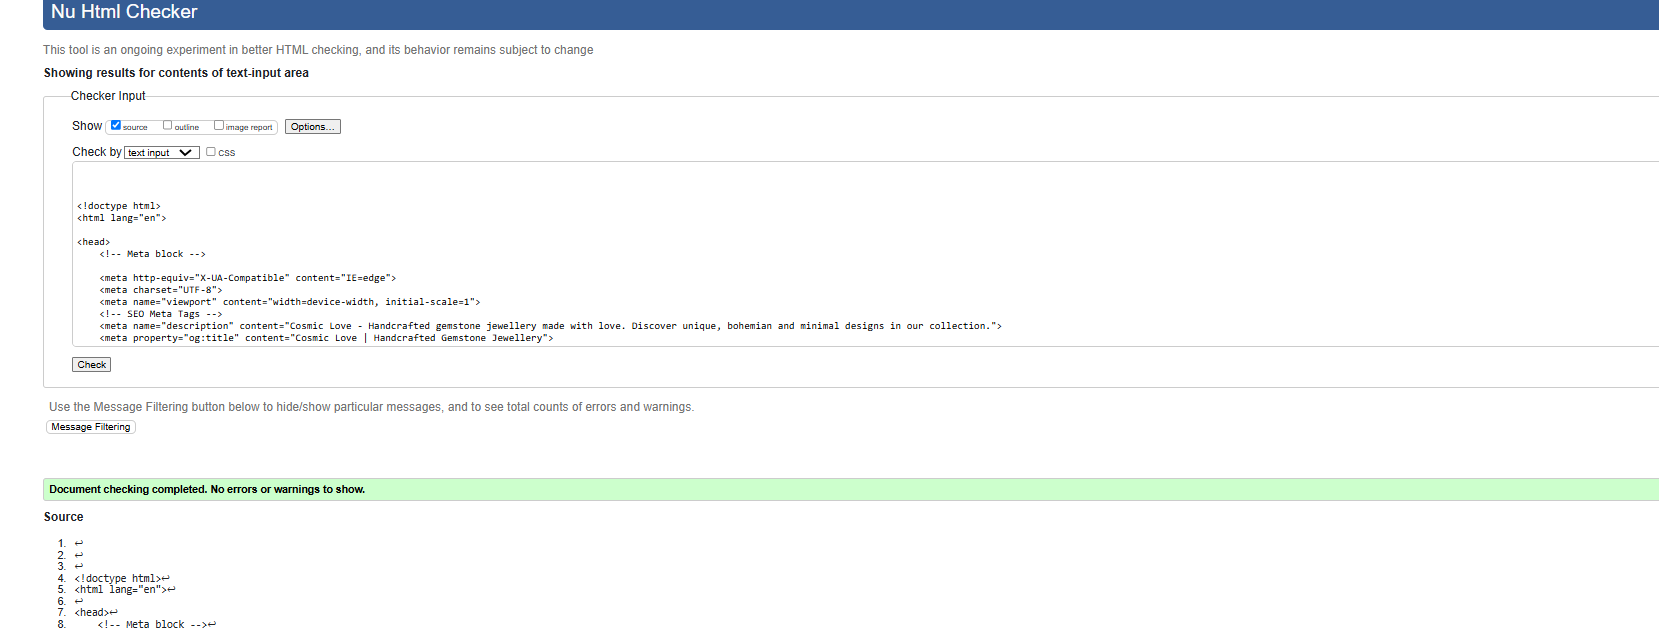 Nu Html Checker
This tool is an ongoing experiment in better HTML checking, and its behavior remains subject to change
Showing results for contents of text-input area
Checker Input
Show source outline image report Options...
Check by text input css
<!doctype html>
<html lang="en">
<head>
<!-- Meta block -->
<meta http-equiv="X-UA-Compatible" content="IE=edge">
<meta charset="UTF-8">
<meta name="viewport" content="width=device-width, initial-scale=1">
<!-- SEO Meta Tags -->
<meta name="description" content="Cosmic Love - Handcrafted gemstone jewellery made with love. Discover unique, bohemian and minimal designs in our collection.">
<meta property="og:title" content="Cosmic Love | Handcrafted Gemstone Jewellery">
Check
Use the Message Filtering button below to hide/show particular messages, and to see total counts of errors and warnings.
Message Filtering
Document checking completed. No errors or warnings to show.
Source
1. ↩
2. ↩
3. ↩
4. <!doctype html>↩
5. <html lang="en">↩
6. ↩
7. <head>↩
8. <!-- Meta block -->↩